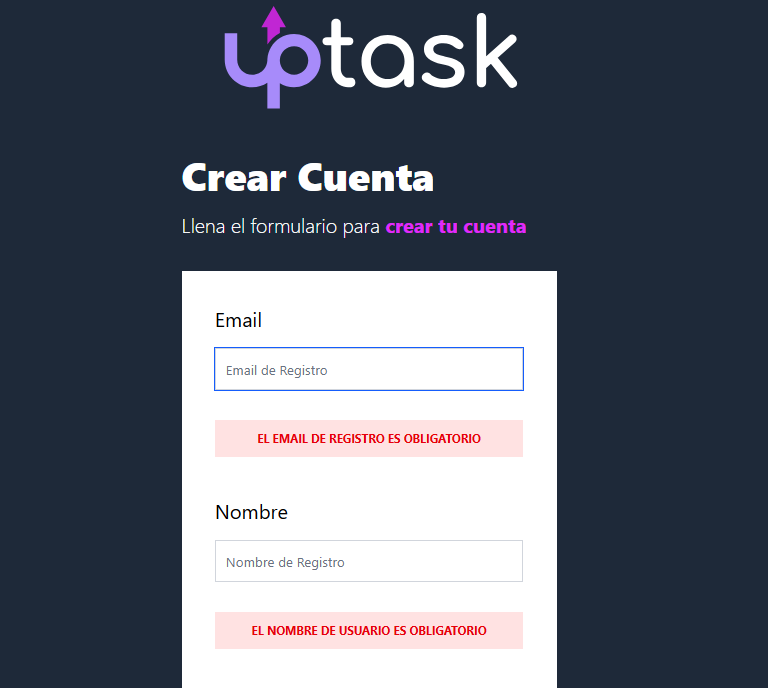 uptask
Crear Cuenta
Llena el formulario para crear tu cuenta
Email
Email de Registro
EL EMAIL DE REGISTRO ES OBLIGATORIO
Nombre
Nombre de Registro
EL NOMBRE DE USUARIO ES OBLIGATORIO